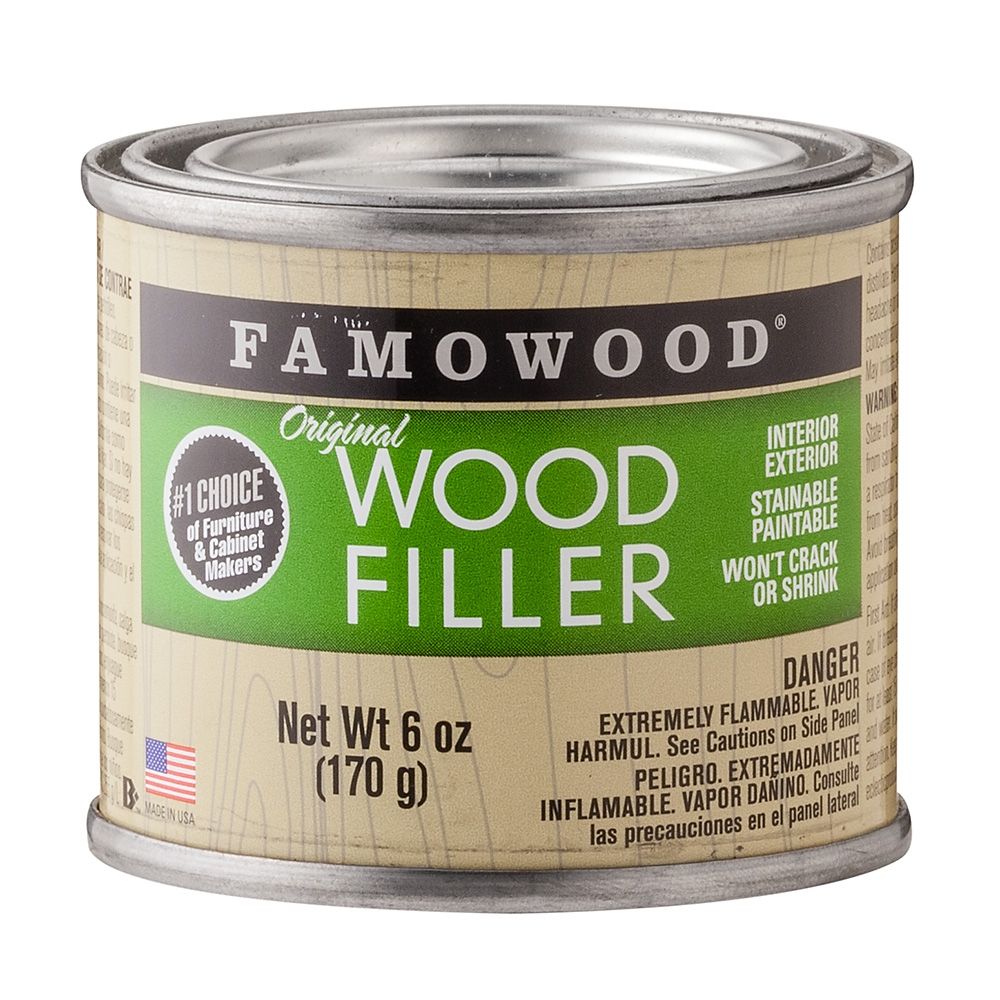 FAMOWOOD®
Original
WOOD
FILLER
#1 CHOICE
of Furniture
& Cabinet
Makers
INTERIOR
EXTERIOR
STAINABLE
PAINTABLE
WON'T CRACK
OR SHRINK
Net Wt 6 oz
(170 g)
DANGER
EXTREMELY FLAMMABLE. VAPOR
HARMUL. See Cautions on Side Panel
PELIGRO. EXTREMADAMENTE
INFLAMABLE. VAPOR DAÑINO. Consulte
las precauciones en el panel lateral
MADE IN USA
CONTRAE